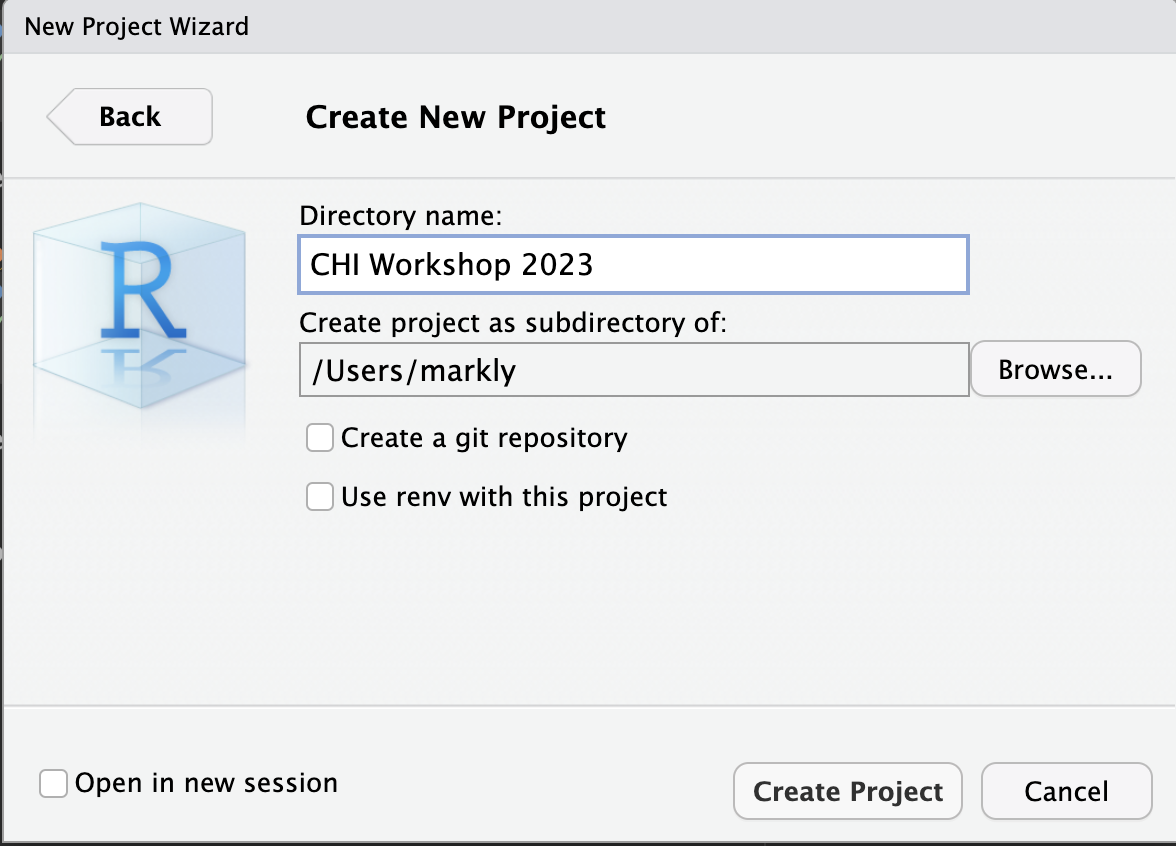 New Project Wizard
Back
Create New Project
R
Directory name:
CHI Workshop 2023
Create project as subdirectory of:
/Users/markly
Browse...
Create a git repository
Use renv with this project
Open in new session
Create Project
Cancel